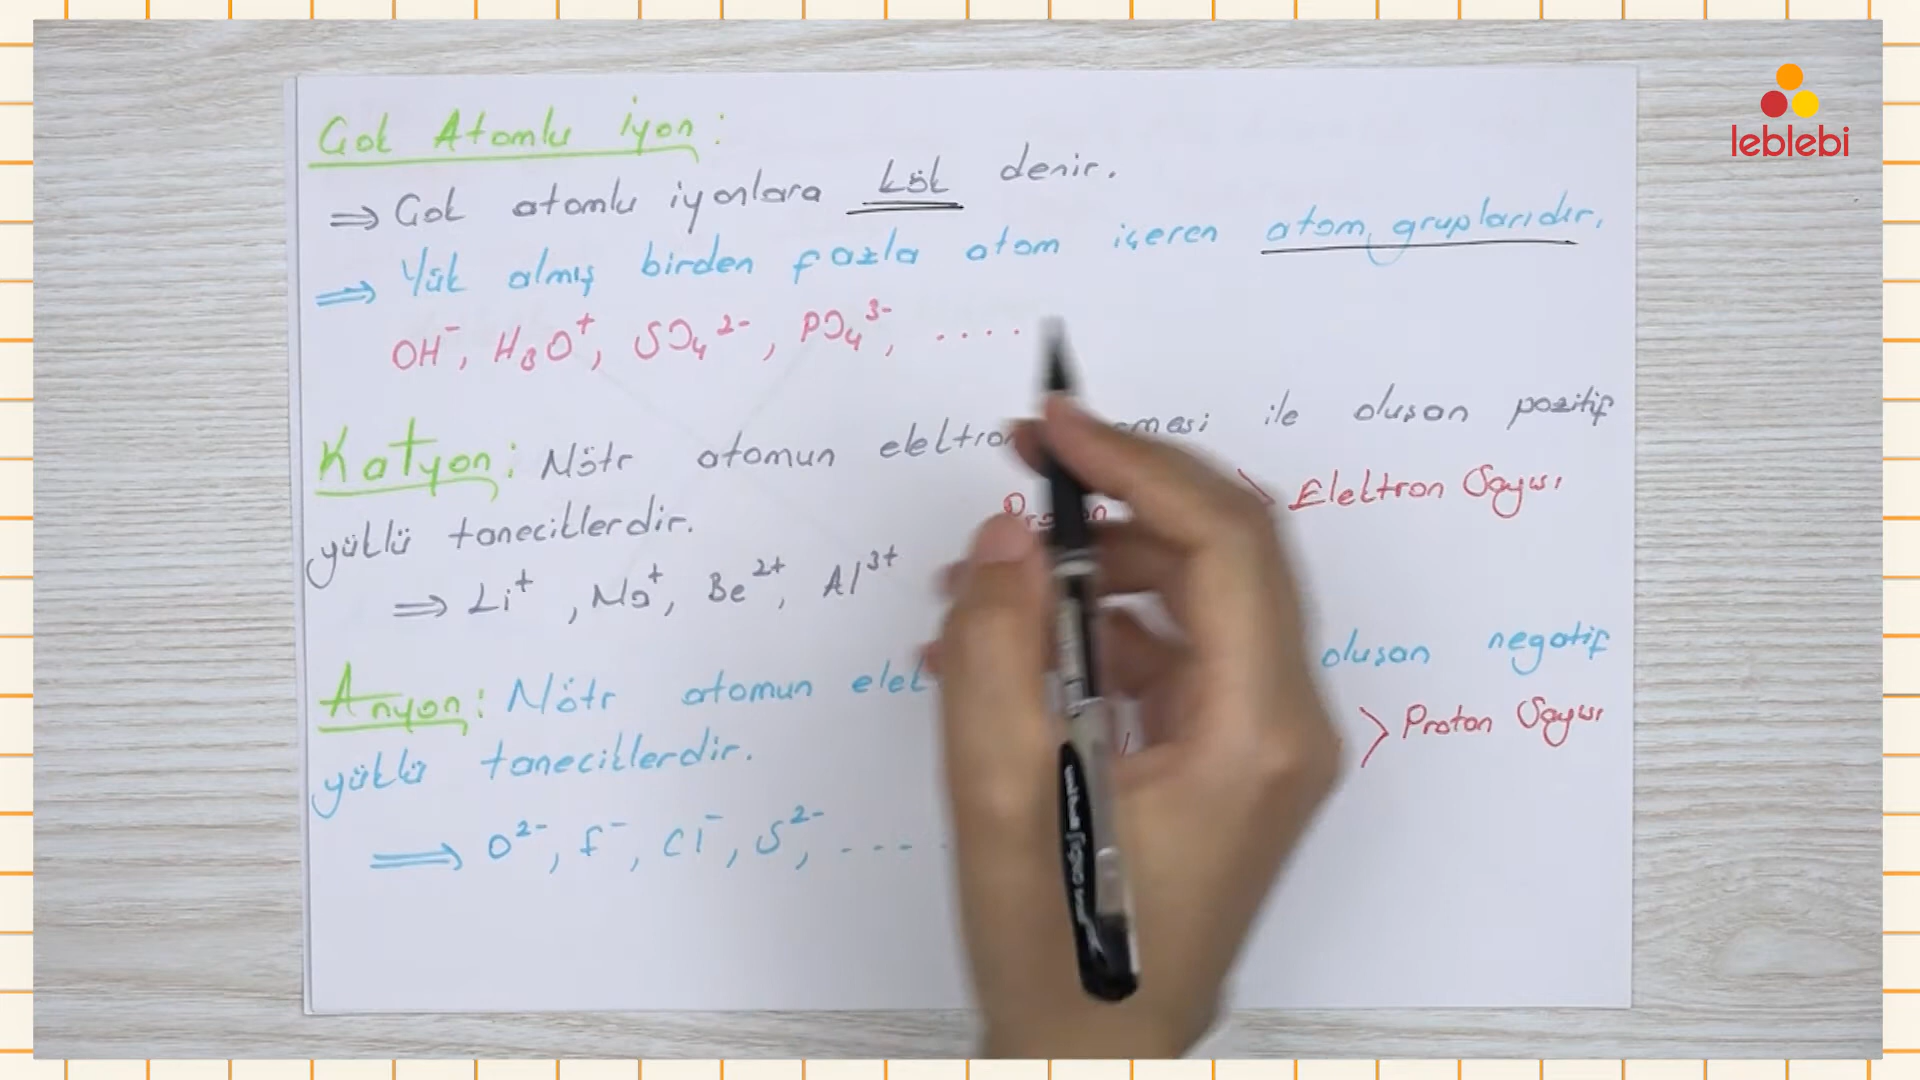 Çok Atomlu İyon:
⇒ Çok atomlu iyonlara kök denir.
⇒ Yük almış birden fazla atom içeren atom gruplarıdır.
OH⁻, H₃O⁺, SO₄²⁻, PO₄³⁻, ....
Katyon: Nötr atomun elektron ile oluşan pozitif
yüklü taneciklerdir.
Proton > Elektron Sayısı
⇒ Li⁺, Na⁺, Be²⁺, Al³⁺
Anyon: Nötr atomun oluşan negatif
yüklü taneciklerdir.
> Proton Sayısı
⇒ O²⁻, F⁻, Cl⁻, S²⁻, ----
leblebi